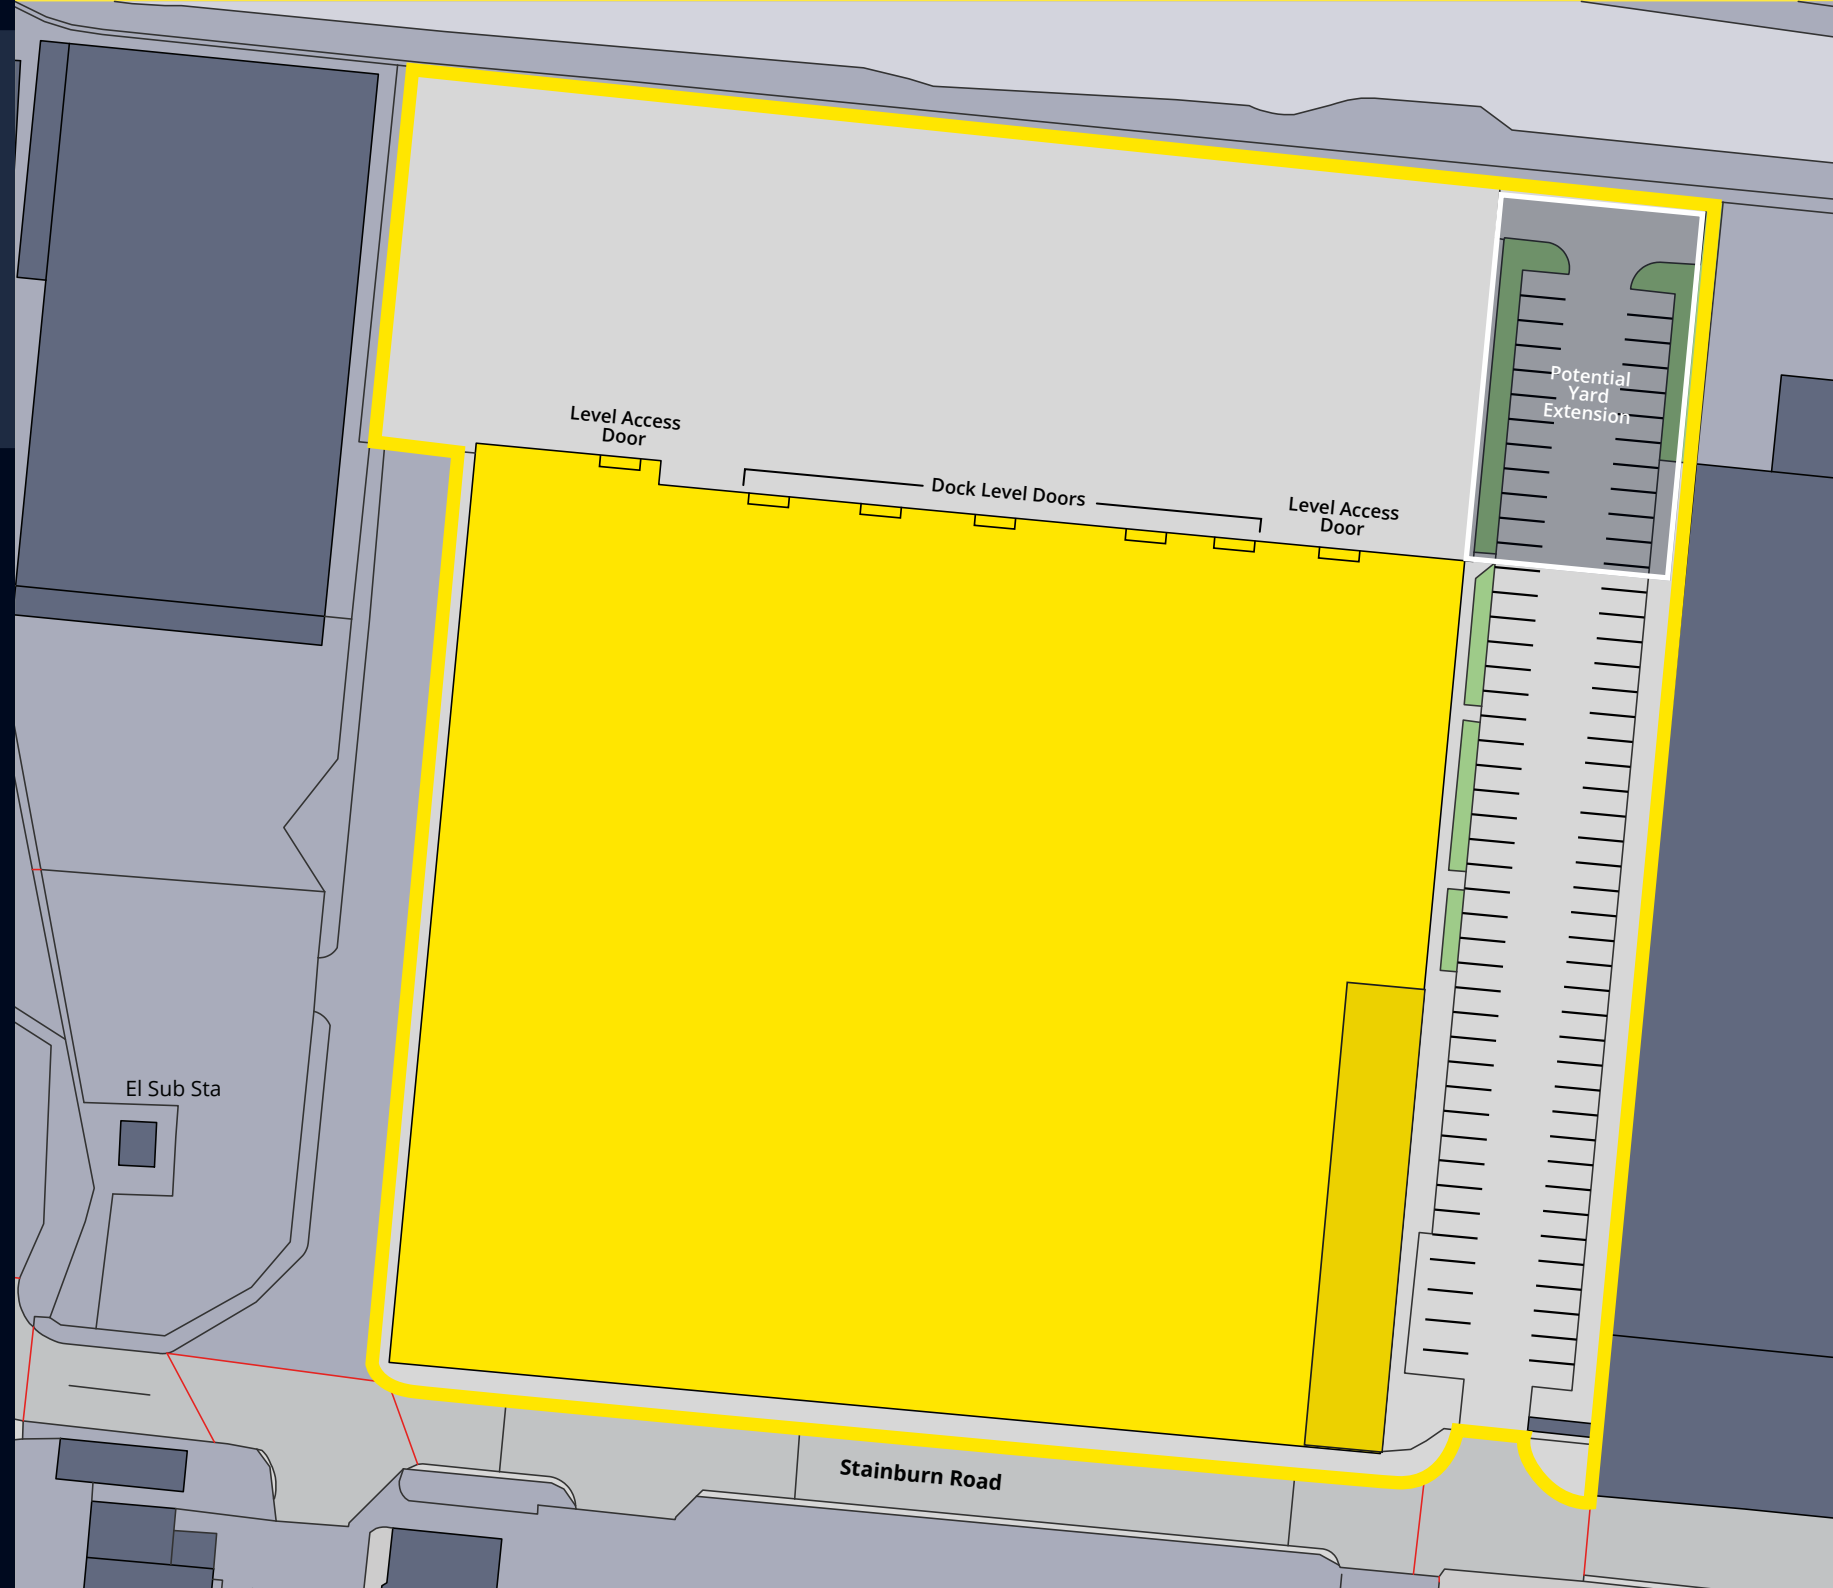 Potential
Yard
Extension
Level Access
Door
Dock Level Doors
Level Access
Door
El Sub Sta
Stainburn Road